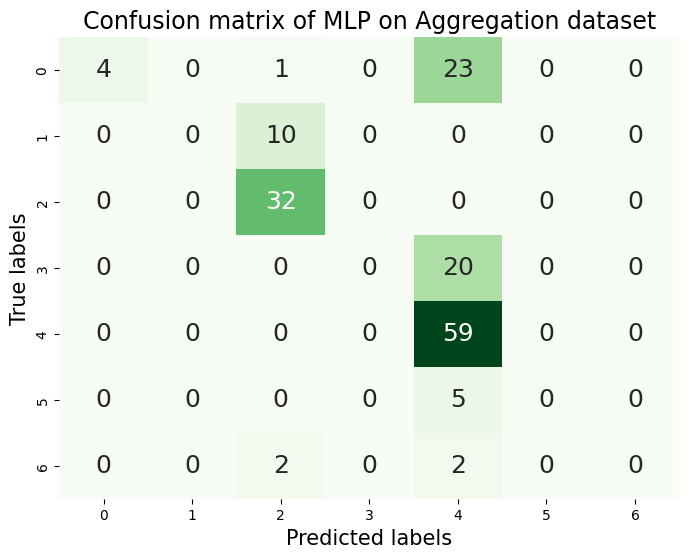 Confusion matrix of MLP on Aggregation dataset
True labels
0 4 0 1 0 23 0 0
1 0 0 10 0 0 0 0
2 0 0 32 0 0 0 0
3 0 0 0 0 20 0 0
4 0 0 0 0 59 0 0
5 0 0 0 0 5 0 0
6 0 0 2 0 2 0 0
0 1 2 3 4 5 6
Predicted labels